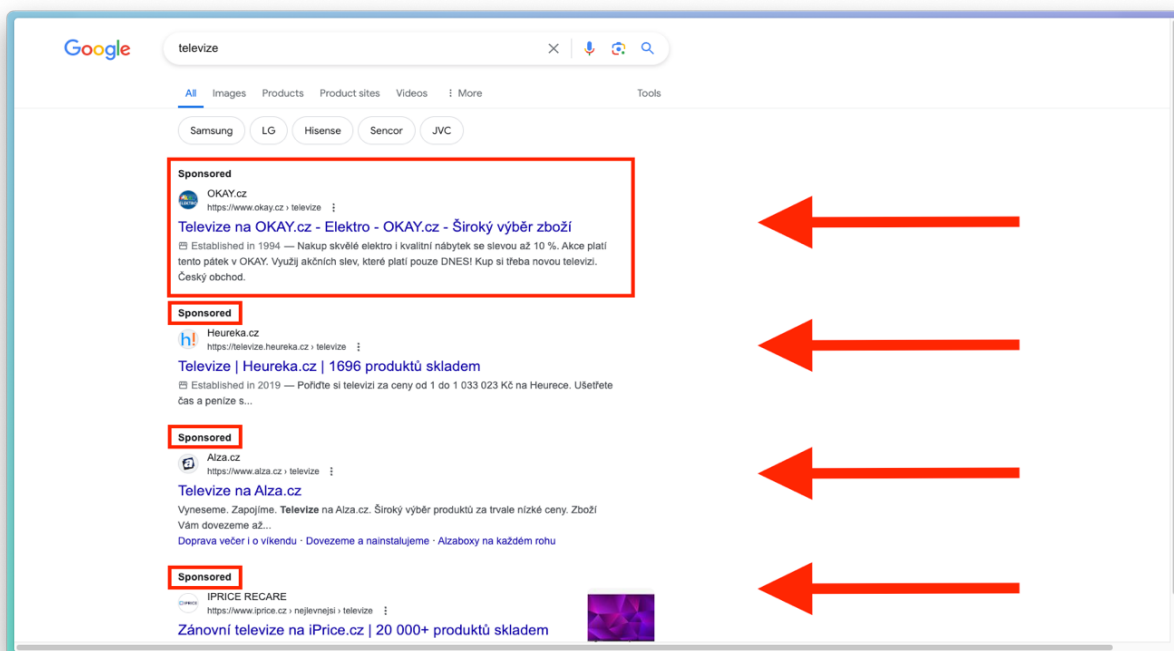 Google
televize
All Images Products Product sites Videos More Tools
Samsung LG Hisense Sencor JVC
Sponsored
OKAY.cz
https://www.okay.cz › televize
Televize na OKAY.cz - Elektro - OKAY.cz - Široký výběr zboží
Established in 1994 — Nakup skvělé elektro i kvalitní nábytek se slevou až 10 %. Akce platí
tento pátek v OKAY. Využij akčních slev, které platí pouze DNES! Kup si třeba novou televizi.
Český obchod.
Sponsored
h!
Heureka.cz
https://televize.heureka.cz › televize
Televize | Heureka.cz | 1696 produktů skladem
Established in 2019 — Pořiďte si televizi za ceny od 1 do 1 033 023 Kč na Heurece. Ušetřete
čas a peníze s...
Sponsored
Alza.cz
https://www.alza.cz › televize
Televize na Alza.cz
Vyneseme. Zapojíme. Televize na Alza.cz. Široký výběr produktů za trvale nízké ceny. Zboží
Vám dovezeme až...
Doprava večer i o víkendu · Dovezeme a nainstalujeme · Alzaboxy na každém rohu
Sponsored
IPRICE RECARE
https://www.iprice.cz › nejlevnejsi › televize
Zánovní televize na iPrice.cz | 20 000+ produktů skladem